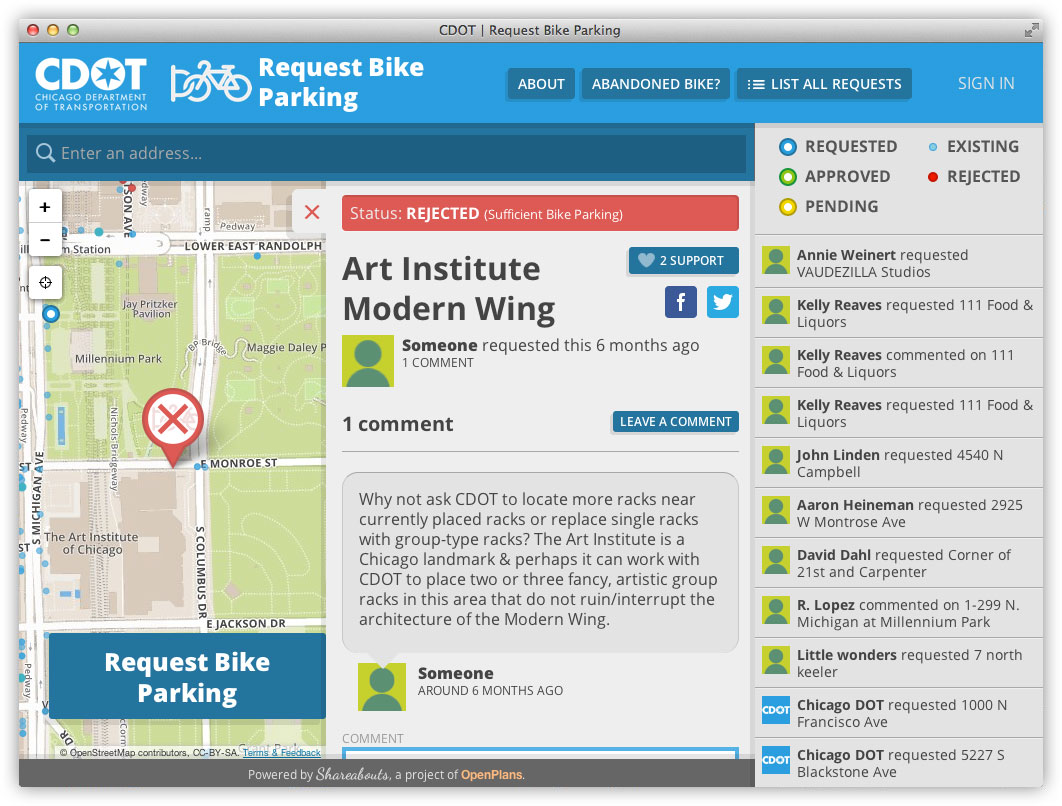 CDOT | Request Bike Parking
CDOT
CHICAGO DEPARTMENT
OF TRANSPORTATION
Request Bike
Parking
ABOUT
ABANDONED BIKE?
LIST ALL REQUESTS
SIGN IN
Enter an address...
REQUESTED
EXISTING
APPROVED
REJECTED
PENDING
+
−
Pedway
ramp
Pedway
Station
LOWER EAST RANDOLPH
Jay Pritzker
Pavilion
BP Bridge
Maggie Daley P
Millennium Park
Nichols Bridgeway
Pedway
S MICHIGAN AVE
E MONROE ST
ST
The Art Institute
of Chicago
S COLUMBUS DR
E JACKSON DR
Pedway
DR
Request Bike
Parking
© OpenStreetMap contributors, CC-BY-SA. Terms & Feedback
Status: REJECTED (Sufficient Bike Parking)
Art Institute
Modern Wing
2 SUPPORT
f
Someone requested this 6 months ago
1 COMMENT
1 comment
LEAVE A COMMENT
Why not ask CDOT to locate more racks near
currently placed racks or replace single racks
with group-type racks? The Art Institute is a
Chicago landmark & perhaps it can work with
CDOT to place two or three fancy, artistic group
racks in this area that do not ruin/interrupt the
architecture of the Modern Wing.
Someone
AROUND 6 MONTHS AGO
COMMENT
Annie Weinert requested
VAUDEZILLA Studios
Kelly Reaves requested 111 Food &
Liquors
Kelly Reaves commented on 111
Food & Liquors
Kelly Reaves requested 111 Food &
Liquors
John Linden requested 4540 N
Campbell
Aaron Heineman requested 2925
W Montrose Ave
David Dahl requested Corner of
21st and Carpenter
R. Lopez commented on 1-299 N.
Michigan at Millennium Park
Little wonders requested 7 north
keeler
CDOT
Chicago DOT requested 1000 N
Francisco Ave
CDOT
Chicago DOT requested 5227 S
Blackstone Ave
Powered by Shareabouts, a project of OpenPlans.